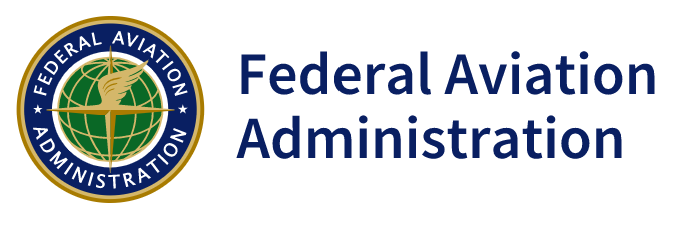 FEDERAL AVIATION
ADMINISTRATION
Federal Aviation
Administration